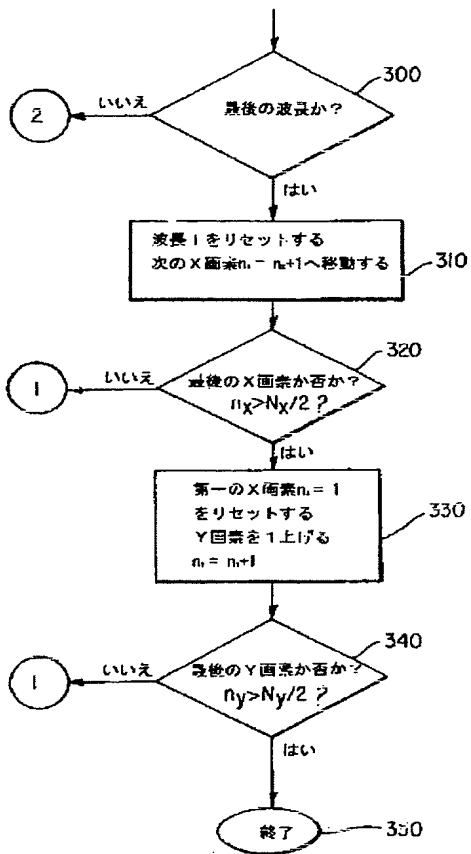 300
最後の波長か?
いいえ
2
はい
波長1をリセットする
次のX画素nₓ = nₓ+1へ移動する
310
320
最後のX画素か否か?
nx>Nx/2?
いいえ
1
はい
第一のX画素nₓ = 1
をリセットする
Y画素を1上げる
330
340
最後のY画素か否か?
ny>Ny/2?
いいえ
1
はい
終了
350